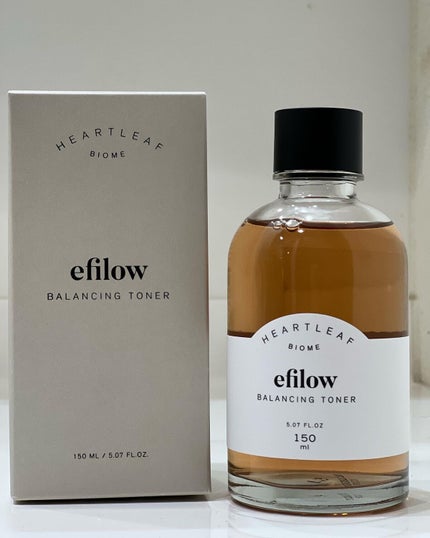 HEARTLEAF
BIOME
efilow
BALANCING TONER
150 ML / 5.07 FL.OZ.
HEARTLEAF
BIOME
efilow
BALANCING TONER
5.07 FL.OZ
150
ml